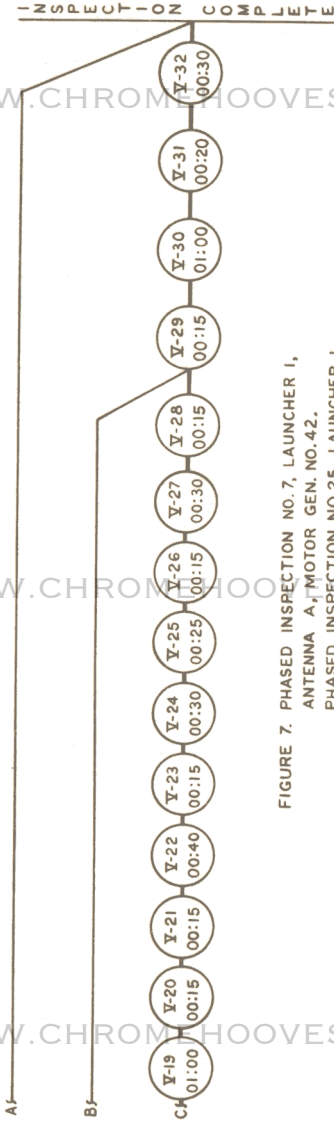 A
B
C
V-19
01:00
V-20
00:15
V-21
00:15
V-22
00:40
V-23
00:15
V-24
00:30
V-25
00:25
V-26
00:15
V-27
00:30
V-28
00:15
V-29
00:15
V-30
01:00
V-31
00:20
V-32
00:30
INSPECTION COMPLETE
FIGURE 7. PHASED INSPECTION NO. 7, LAUNCHER 1,
ANTENNA A, MOTOR GEN. NO. 42.
PHASED INSPECTION NO. 25, LAUNCHER 1
W.CHROMEHOOVES
W.CHROMEHOOVES
W.CHROMEHOOVES